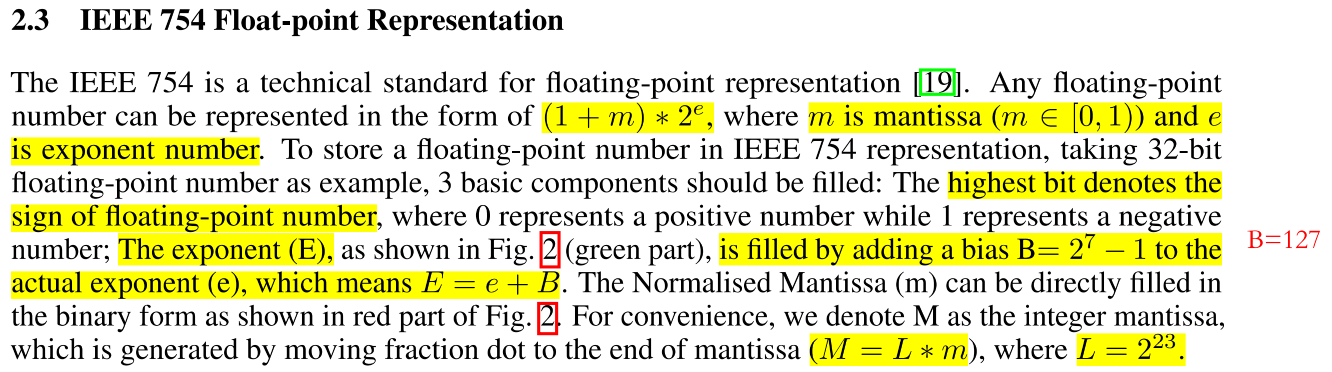 2.3 IEEE 754 Float-point Representation
The IEEE 754 is a technical standard for floating-point representation [19]. Any floating-point
number can be represented in the form of (1 + m) ∗ 2ᵉ, where m is mantissa (m ∈ [0, 1)) and e
is exponent number. To store a floating-point number in IEEE 754 representation, taking 32-bit
floating-point number as example, 3 basic components should be filled: The highest bit denotes the
sign of floating-point number, where 0 represents a positive number while 1 represents a negative
number; The exponent (E), as shown in Fig. 2 (green part), is filled by adding a bias B= 2⁷ − 1 to the
B=127
actual exponent (e), which means E = e + B. The Normalised Mantissa (m) can be directly filled in
the binary form as shown in red part of Fig. 2. For convenience, we denote M as the integer mantissa,
which is generated by moving fraction dot to the end of mantissa (M = L ∗ m), where L = 2²³.